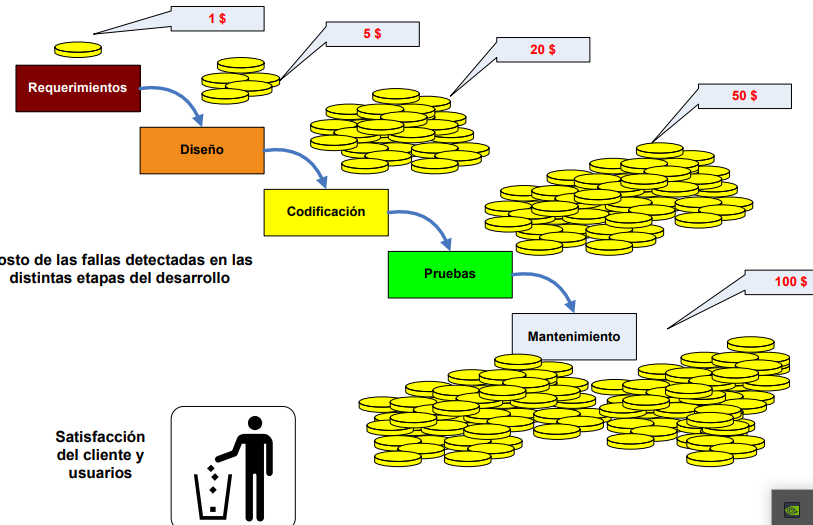 1 $
5 $
20 $
50 $
Requerimientos
Diseño
Codificación
osto de las fallas detectadas en las
distintas etapas del desarrollo
Pruebas
100 $
Mantenimiento
Satisfacción
del cliente y
usuarios